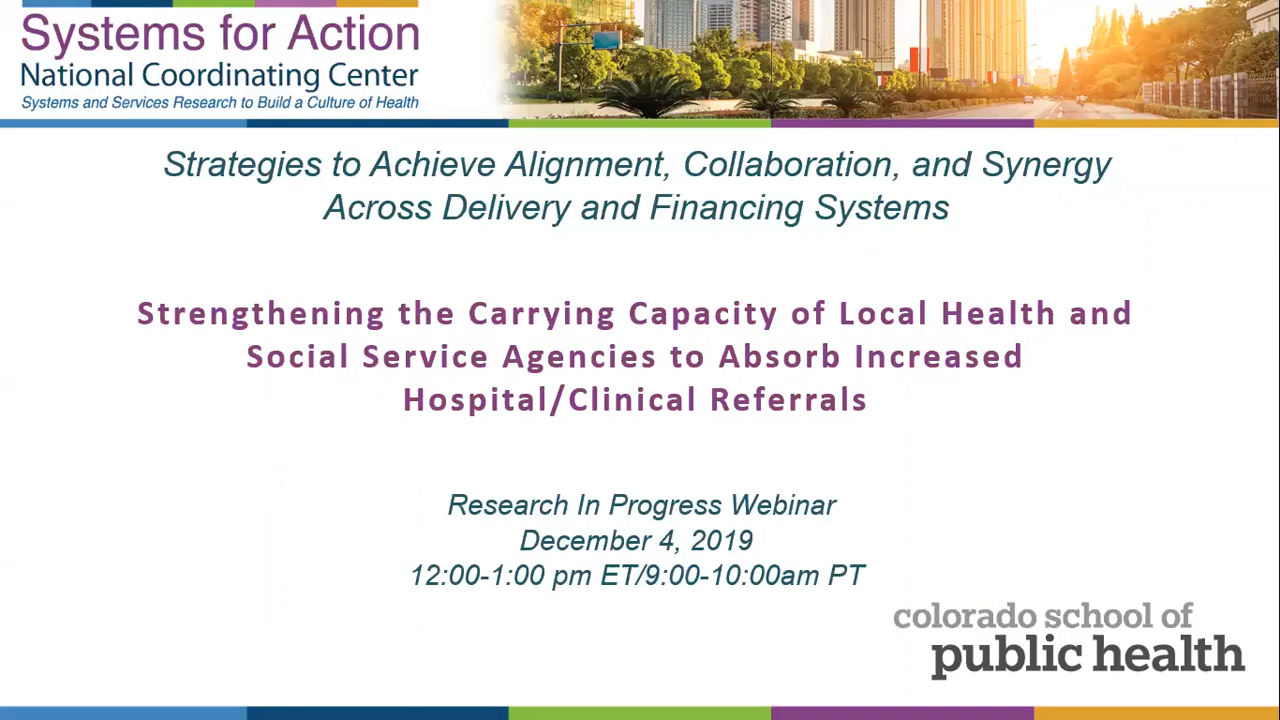 Systems for Action
National Coordinating Center
Systems and Services Research to Build a Culture of Health
Strategies to Achieve Alignment, Collaboration, and Synergy
Across Delivery and Financing Systems
Strengthening the Carrying Capacity of Local Health and
Social Service Agencies to Absorb Increased
Hospital/Clinical Referrals
Research In Progress Webinar
December 4, 2019
12:00-1:00 pm ET/9:00-10:00am PT
colorado school of
public health